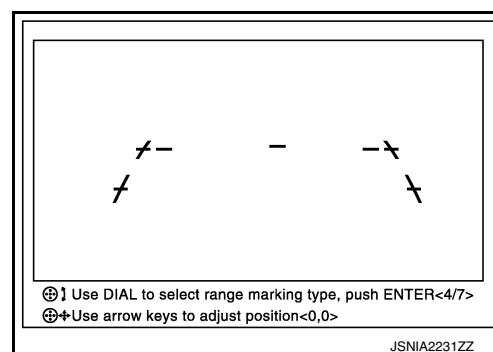 Use DIAL to select range marking type, push ENTER<4/7>
Use arrow keys to adjust position<0,0>
JSNIA2231ZZ